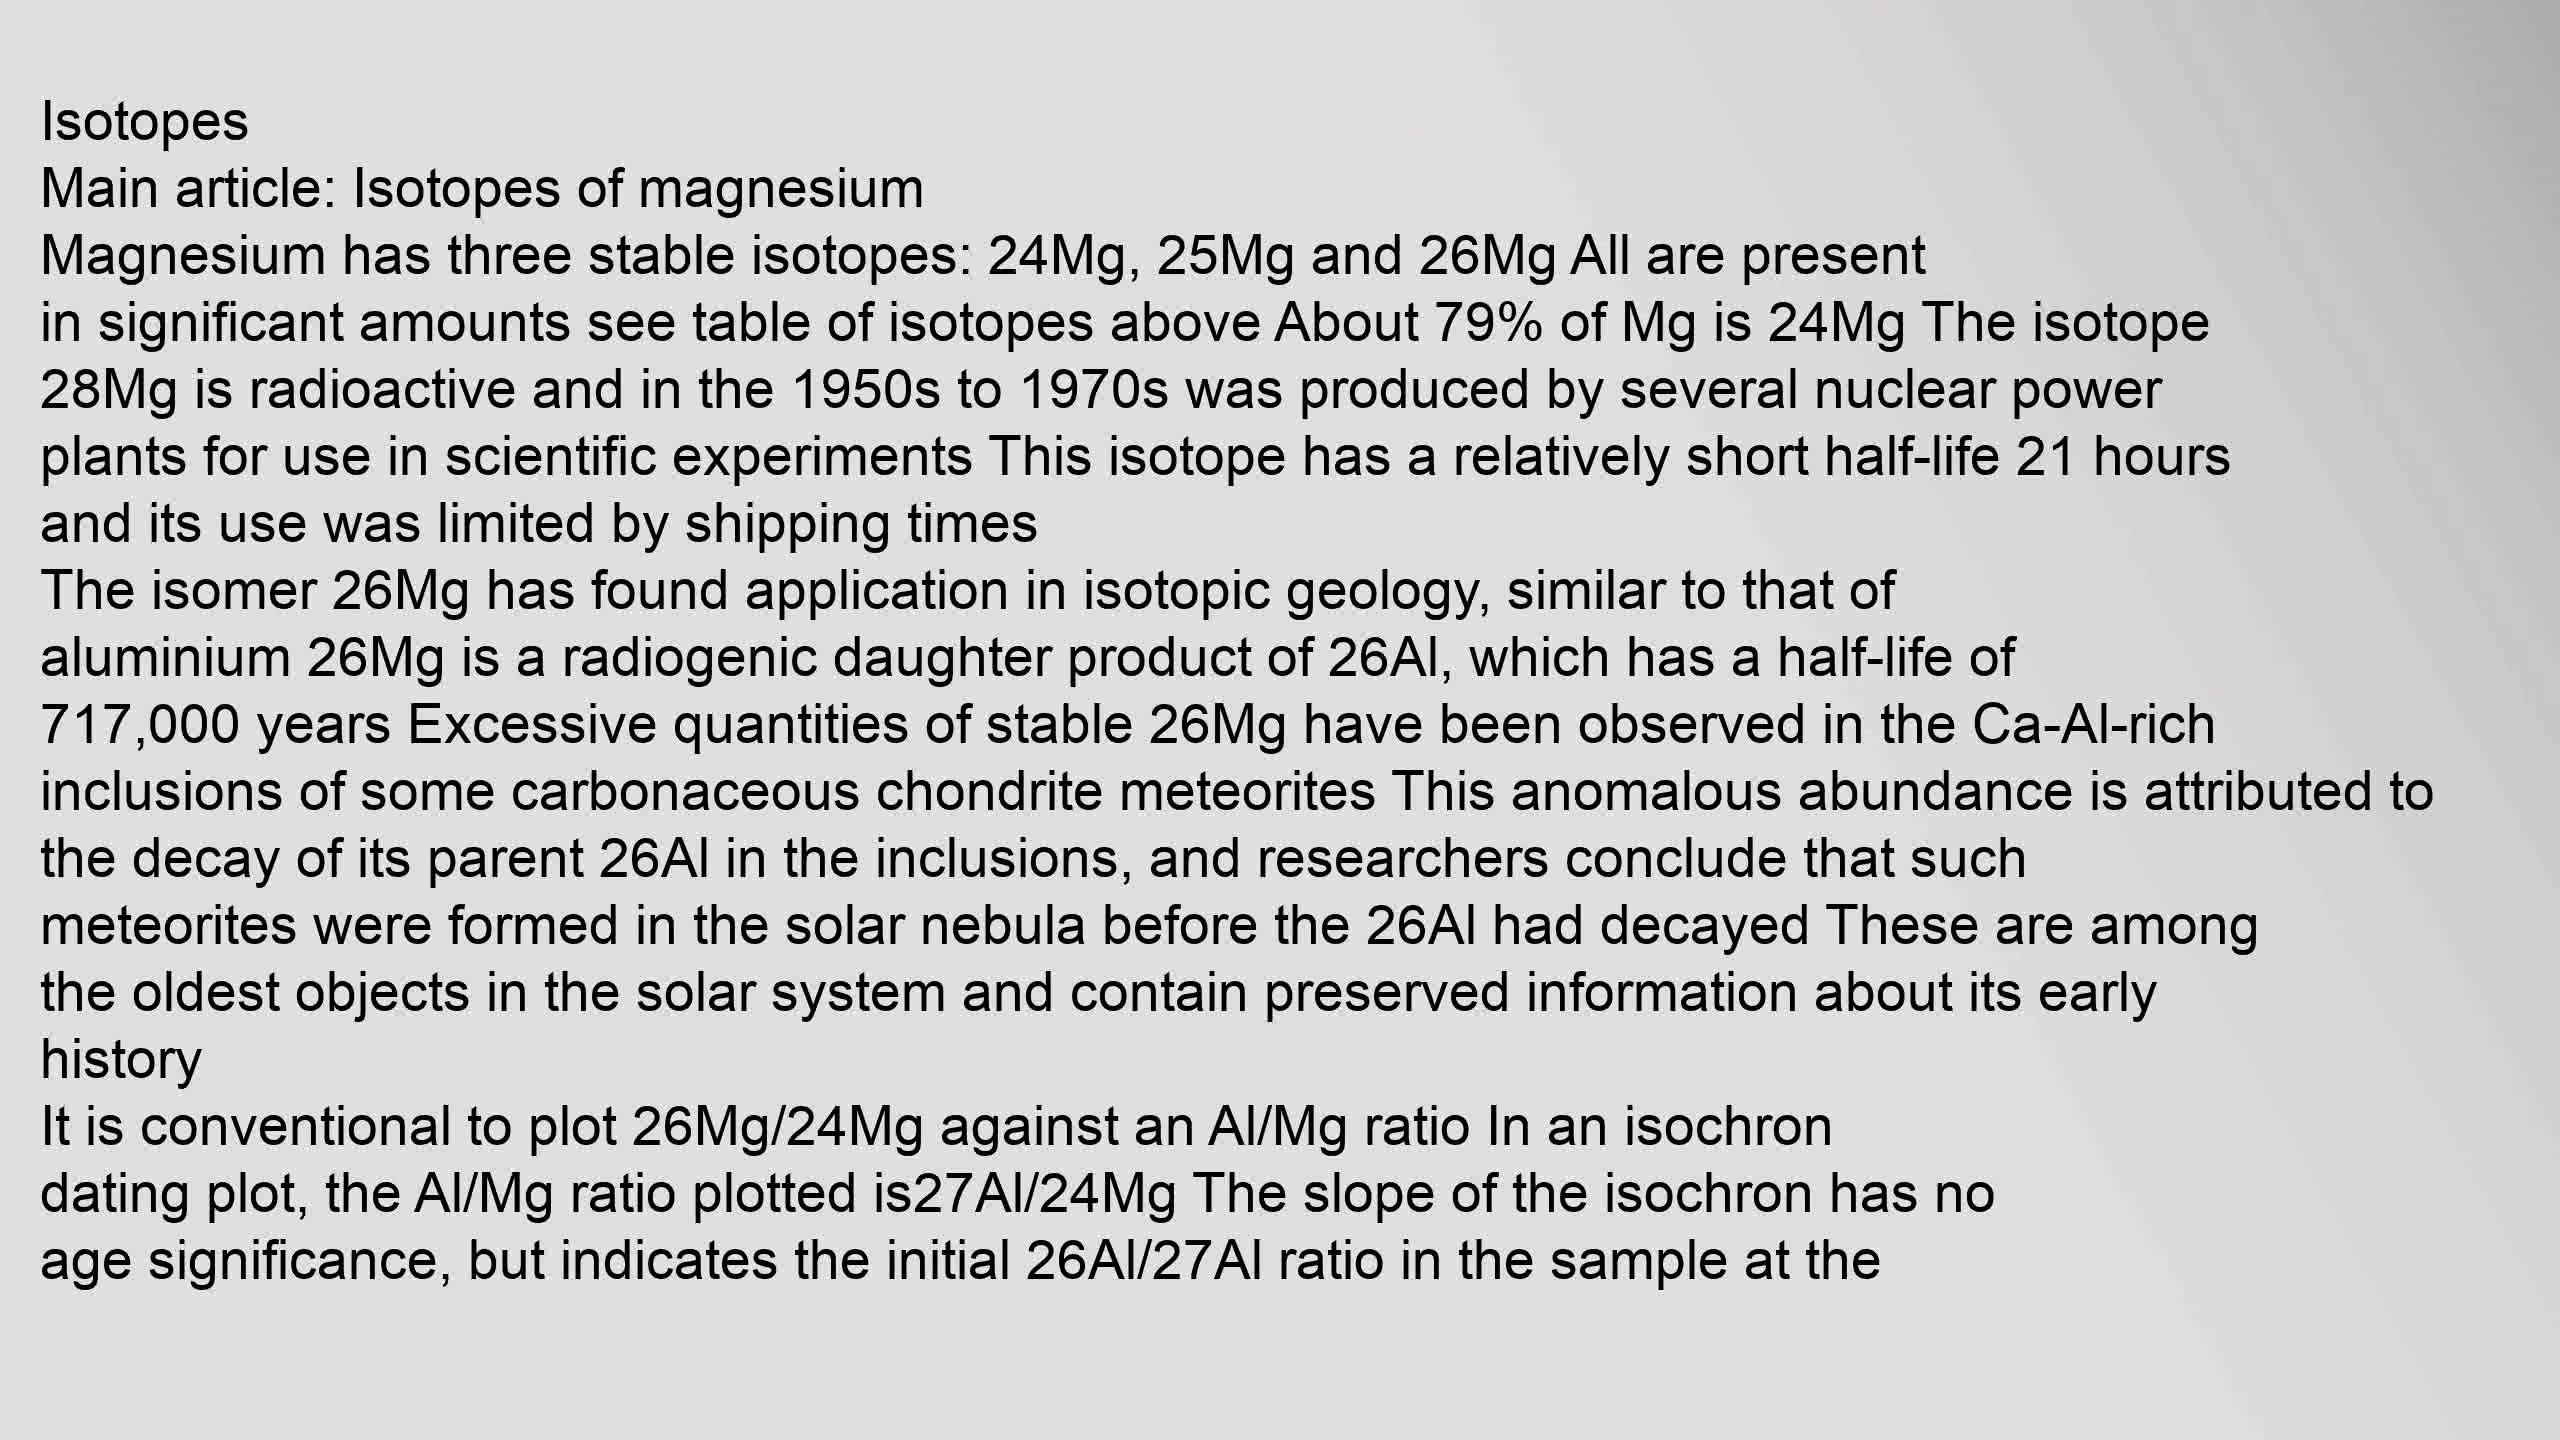 Isotopes
Main article: Isotopes of magnesium
Magnesium has three stable isotopes: 24Mg, 25Mg and 26Mg All are present
in significant amounts see table of isotopes above About 79% of Mg is 24Mg The isotope
28Mg is radioactive and in the 1950s to 1970s was produced by several nuclear power
plants for use in scientific experiments This isotope has a relatively short half-life 21 hours
and its use was limited by shipping times
The isomer 26Mg has found application in isotopic geology, similar to that of
aluminium 26Mg is a radiogenic daughter product of 26Al, which has a half-life of
717,000 years Excessive quantities of stable 26Mg have been observed in the Ca-Al-rich
inclusions of some carbonaceous chondrite meteorites This anomalous abundance is attributed to
the decay of its parent 26Al in the inclusions, and researchers conclude that such
meteorites were formed in the solar nebula before the 26Al had decayed These are among
the oldest objects in the solar system and contain preserved information about its early
history
It is conventional to plot 26Mg/24Mg against an Al/Mg ratio In an isochron
dating plot, the Al/Mg ratio plotted is27Al/24Mg The slope of the isochron has no
age significance, but indicates the initial 26Al/27Al ratio in the sample at the